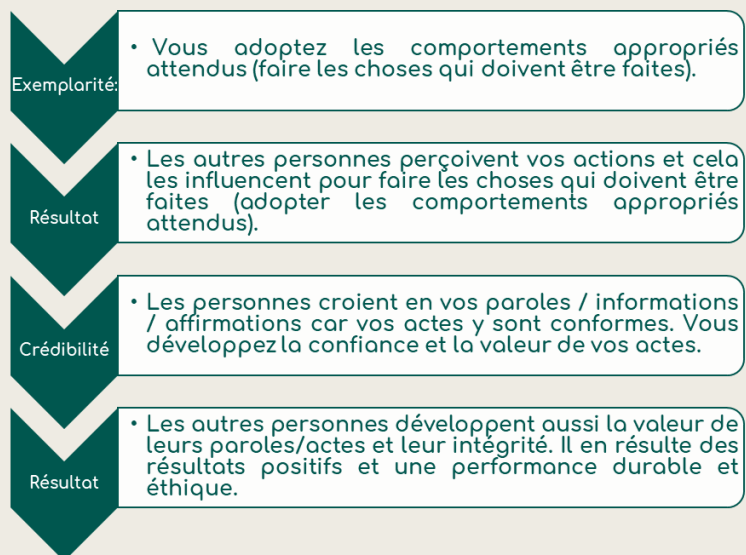 Exemplarité:
• Vous adoptez les comportements appropriés
attendus (faire les choses qui doivent être faites).
Résultat
• Les autres personnes perçoivent vos actions et cela
les influencent pour faire les choses qui doivent être
faites (adopter les comportements appropriés
attendus).
Crédibilité
• Les personnes croient en vos paroles / informations
/ affirmations car vos actes y sont conformes. Vous
développez la confiance et la valeur de vos actes.
Résultat
• Les autres personnes développent aussi la valeur de
leurs paroles/actes et leur intégrité. Il en résulte des
résultats positifs et une performance durable et
éthique.